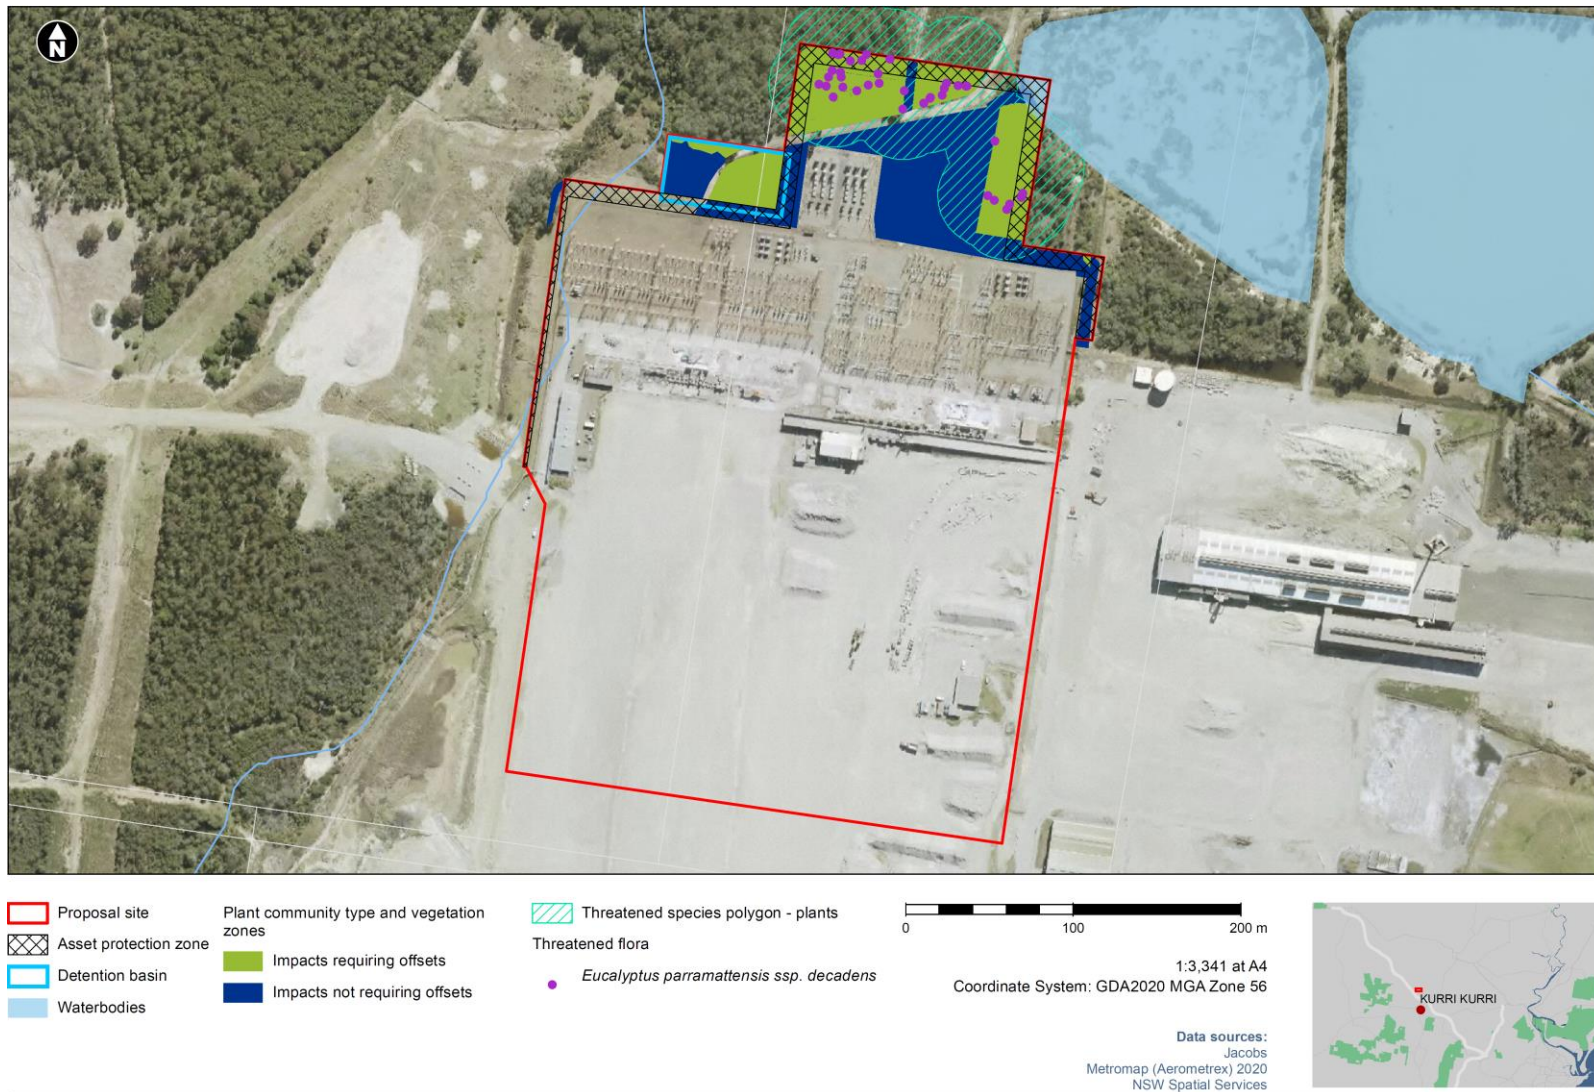 N
Proposal site
Asset protection zone
Detention basin
Waterbodies
Plant community type and vegetation
zones
Impacts requiring offsets
Impacts not requiring offsets
Threatened species polygon - plants
Threatened flora
Eucalyptus parramattensis ssp. decadens
0 100 200 m
1:3,341 at A4
Coordinate System: GDA2020 MGA Zone 56
Data sources:
Jacobs
Metromap (Aerometrex) 2020
NSW Spatial Services
KURRI KURRI